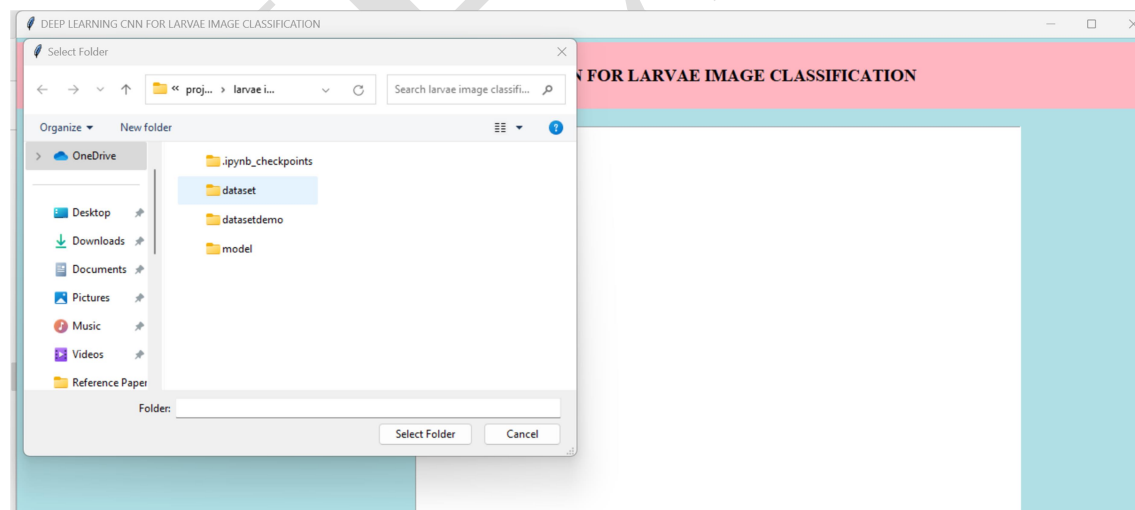 DEEP LEARNING CNN FOR LARVAE IMAGE CLASSIFICATION
Select Folder
N FOR LARVAE IMAGE CLASSIFICATION
« proj... › larvae i...
Search larvae image classifi...
Organize
New folder
OneDrive
.ipynb_checkpoints
dataset
Desktop
datasetdemo
Downloads
model
Documents
Pictures
Music
Videos
Reference Paper
Folder:
Select Folder
Cancel